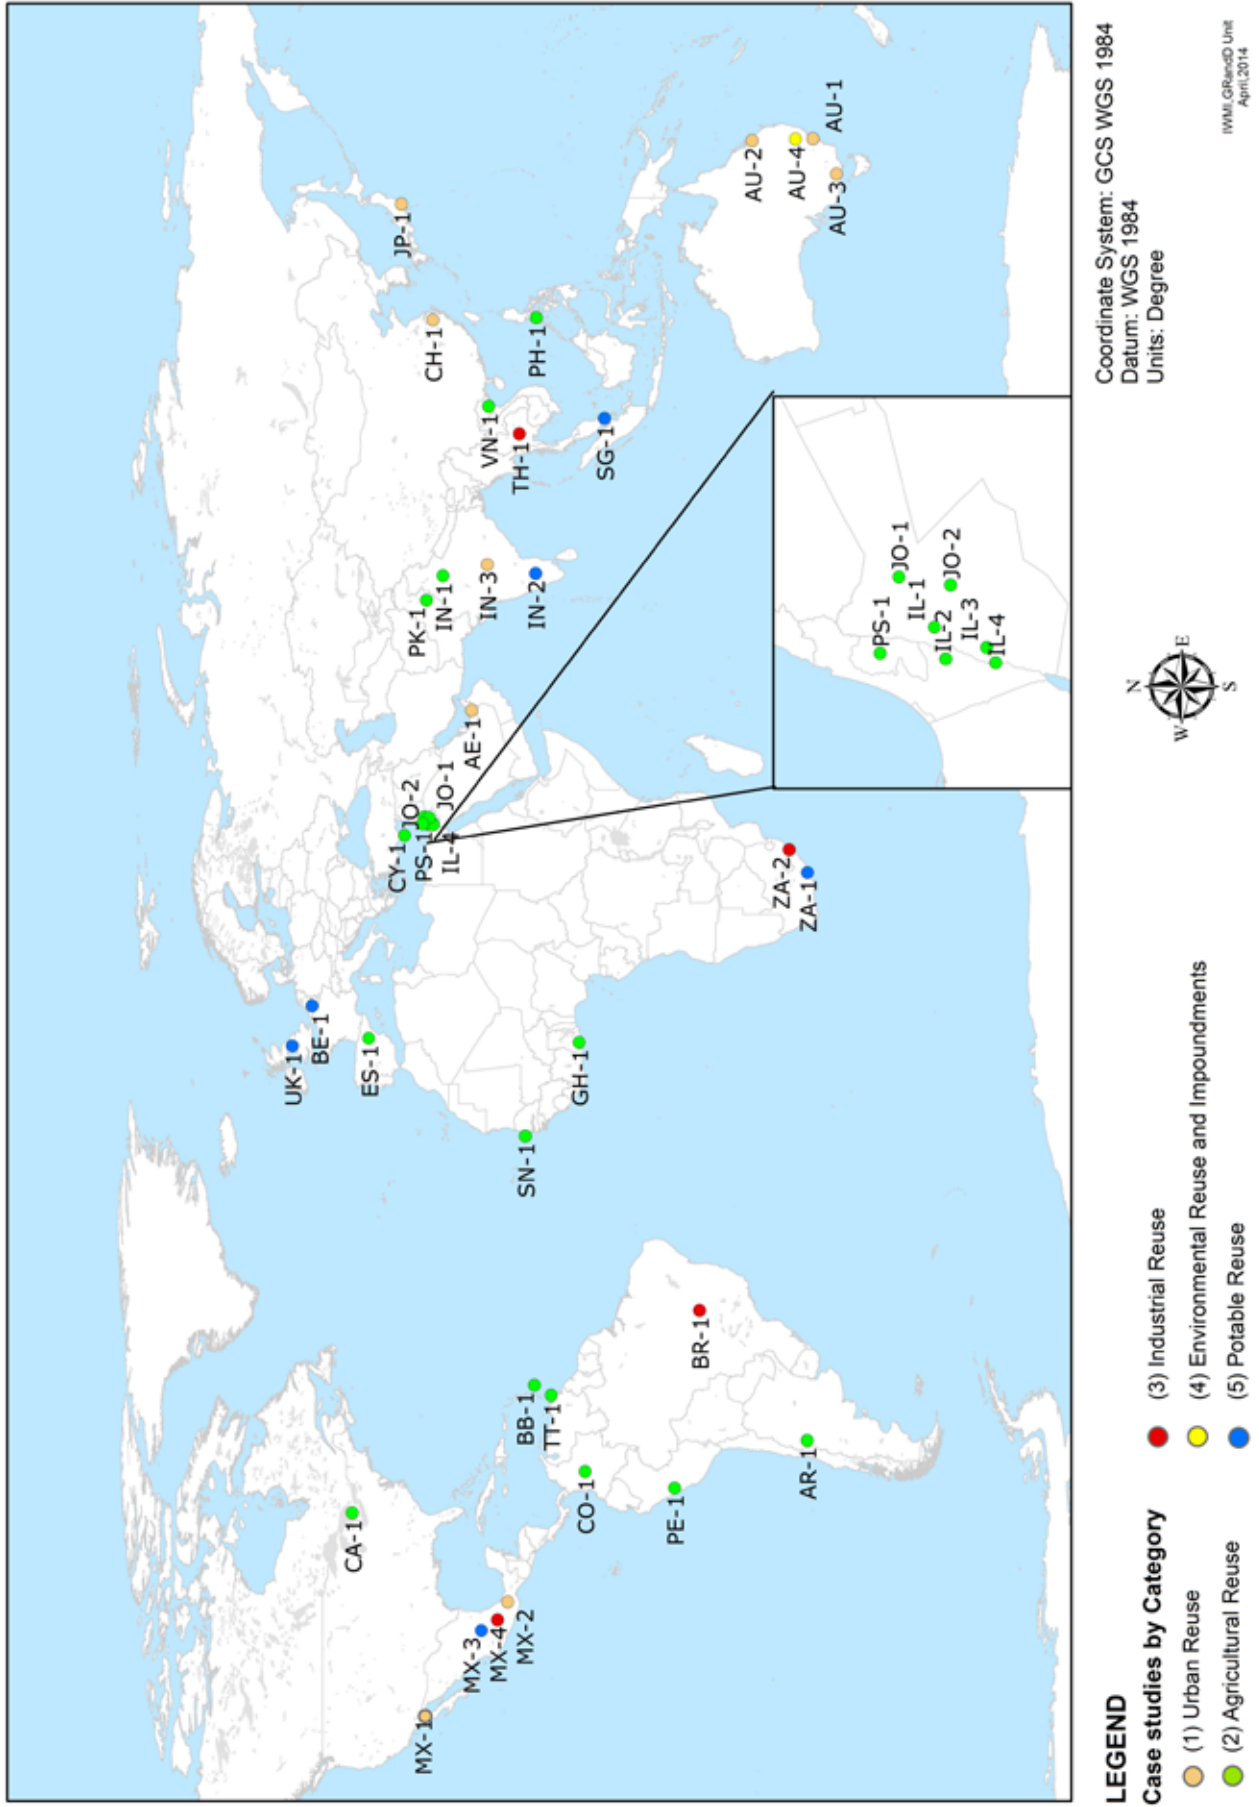 CA-1
MX-1
MX-3
MX-4
MX-2
BB-1
TT-1
CO-1
PE-1
BR-1
AR-1
UK-1
BE-1
ES-1
SN-1
GH-1
CY-1
JO-2
PS-1
JO-1
IL-4
AE-1
ZA-2
ZA-1
PK-1
IN-1
IN-3
IN-2
CH-1
JP-1
VN-1
TH-1
PH-1
SG-1
AU-2
AU-4
AU-1
AU-3
PS-1
JO-1
IL-1
IL-2
JO-2
IL-3
IL-4
LEGEND
Case studies by Category
(1) Urban Reuse
(2) Agricultural Reuse
(3) Industrial Reuse
(4) Environmental Reuse and Impoundments
(5) Potable Reuse
N
W
E
S
Coordinate System: GCS WGS 1984
Datum: WGS 1984
Units: Degree
IWMI,GRandD Unit
April,2014